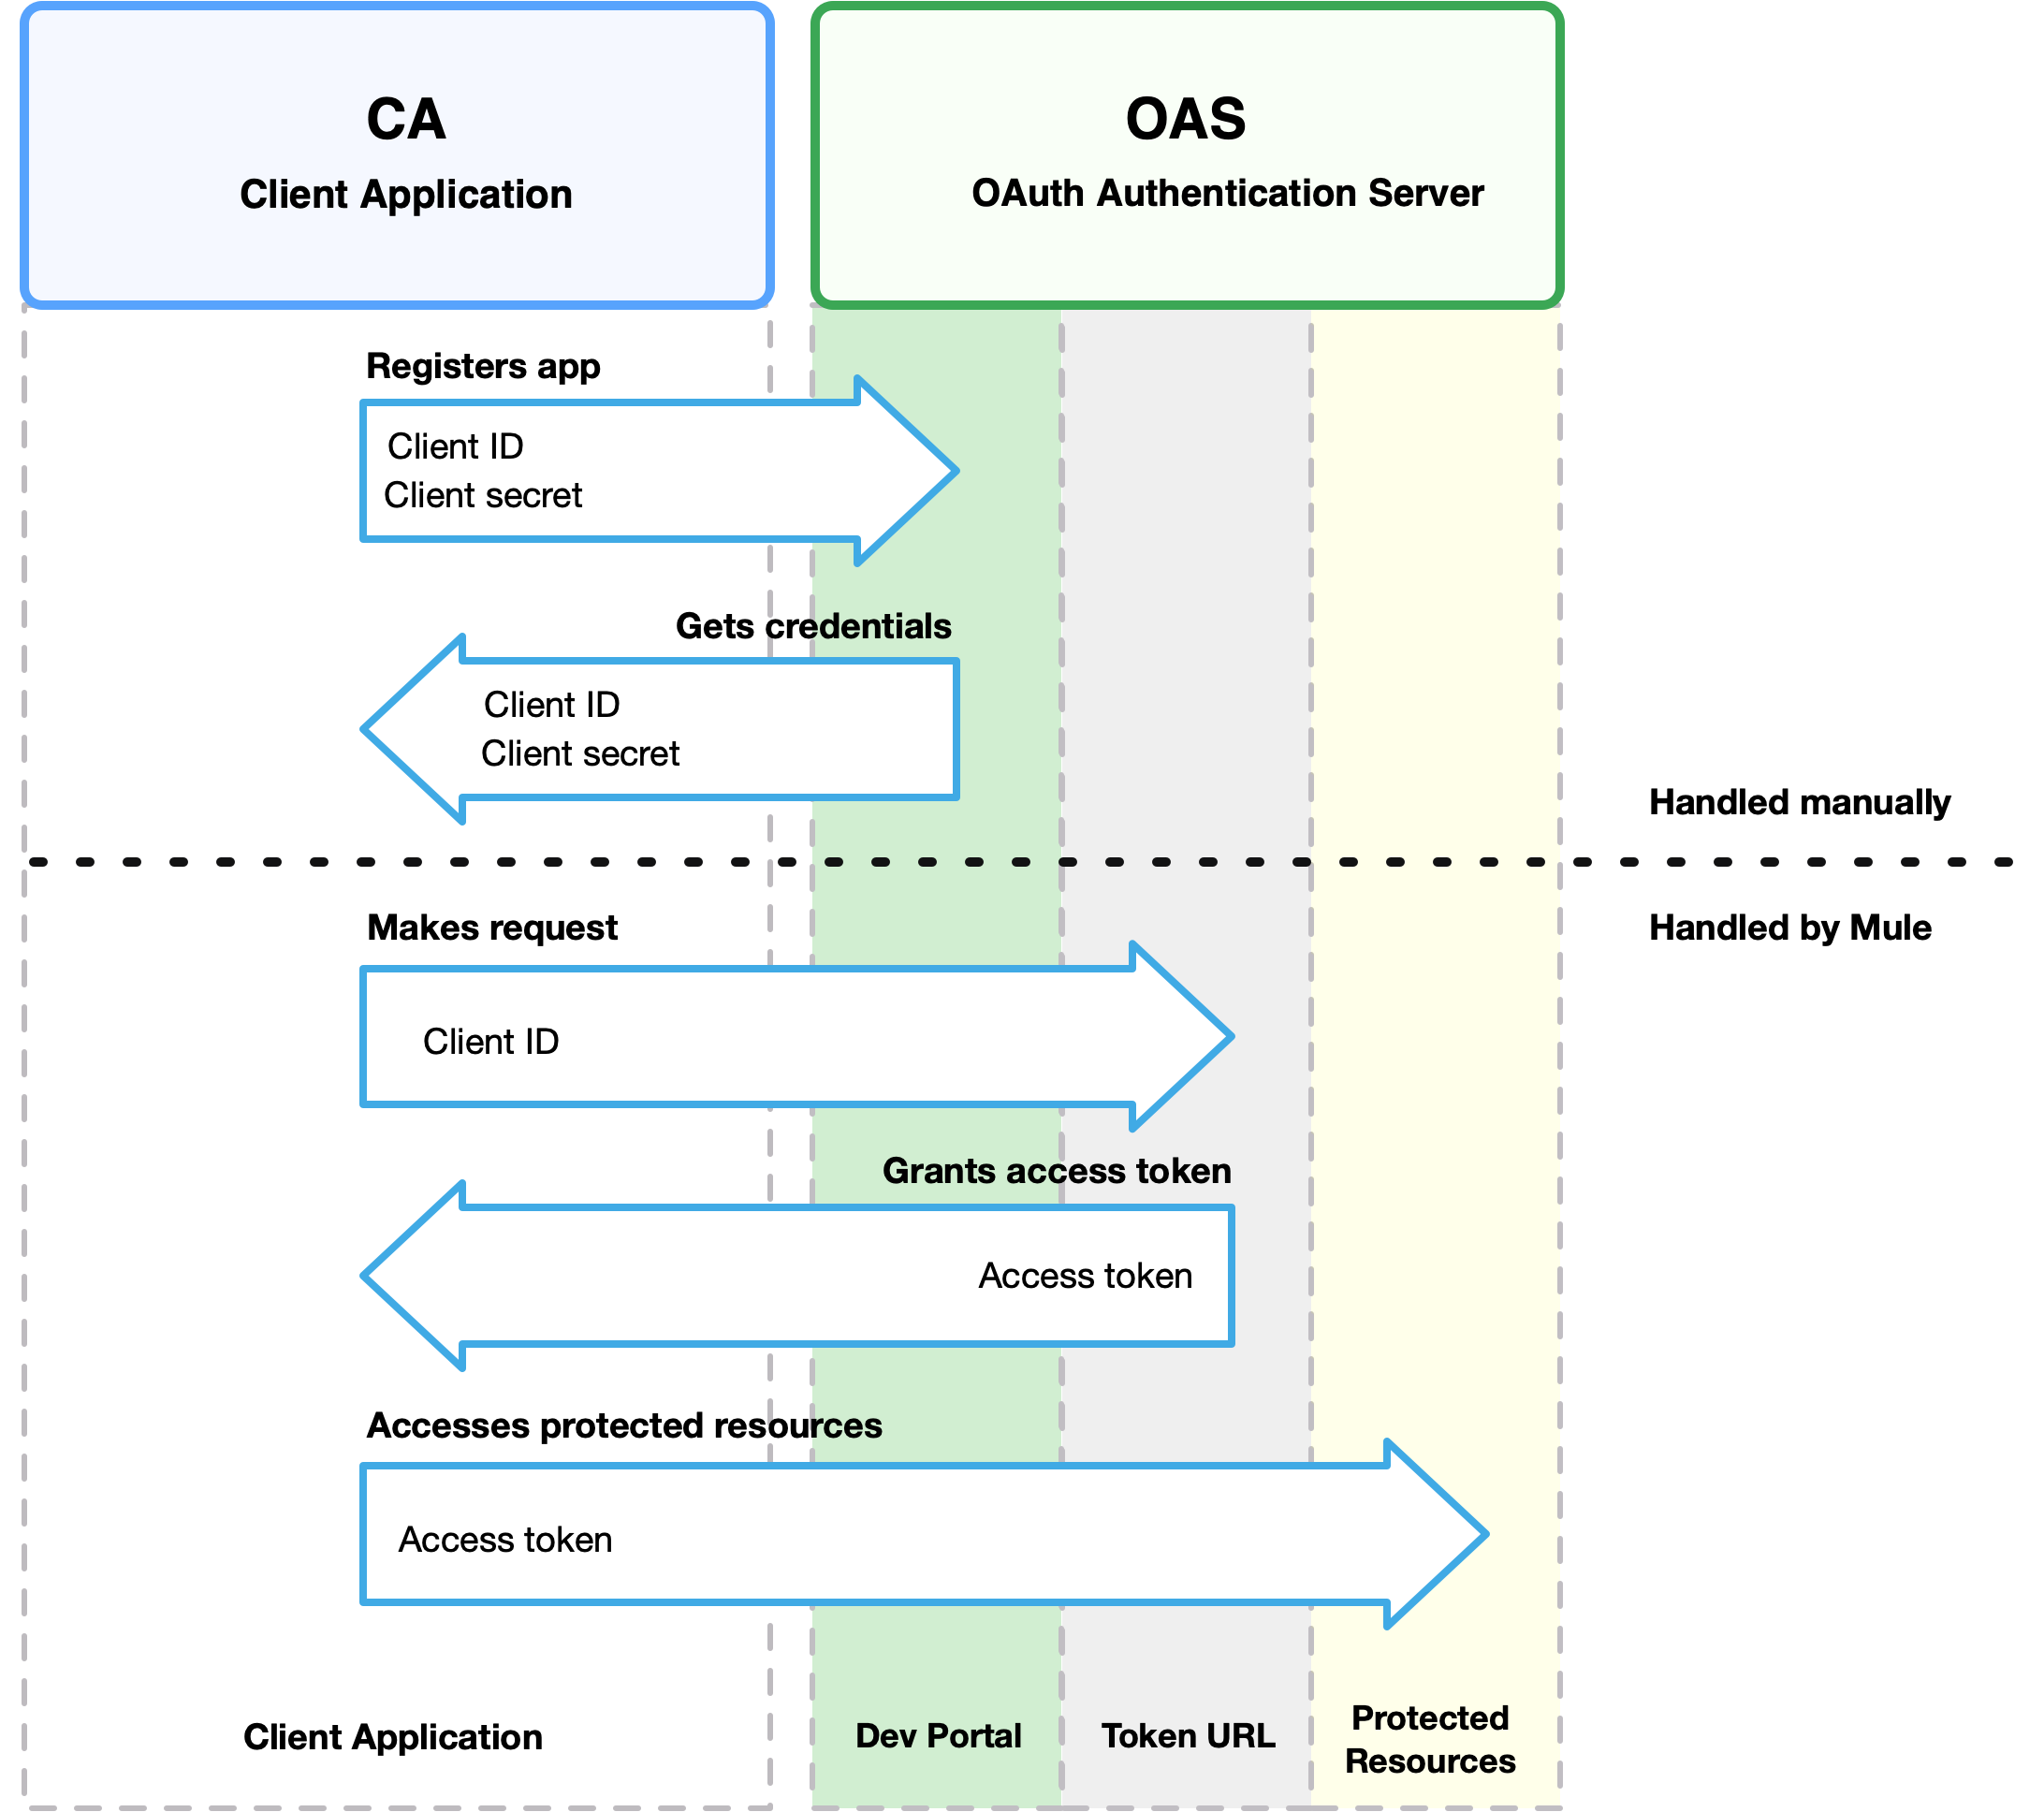 CA
Client Application
OAS
OAuth Authentication Server
Registers app
Client ID
Client secret
Gets credentials
Client ID
Client secret
Handled manually
Handled by Mule
Makes request
Client ID
Grants access token
Access token
Accesses protected resources
Access token
Client Application
Dev Portal
Token URL
Protected
Resources